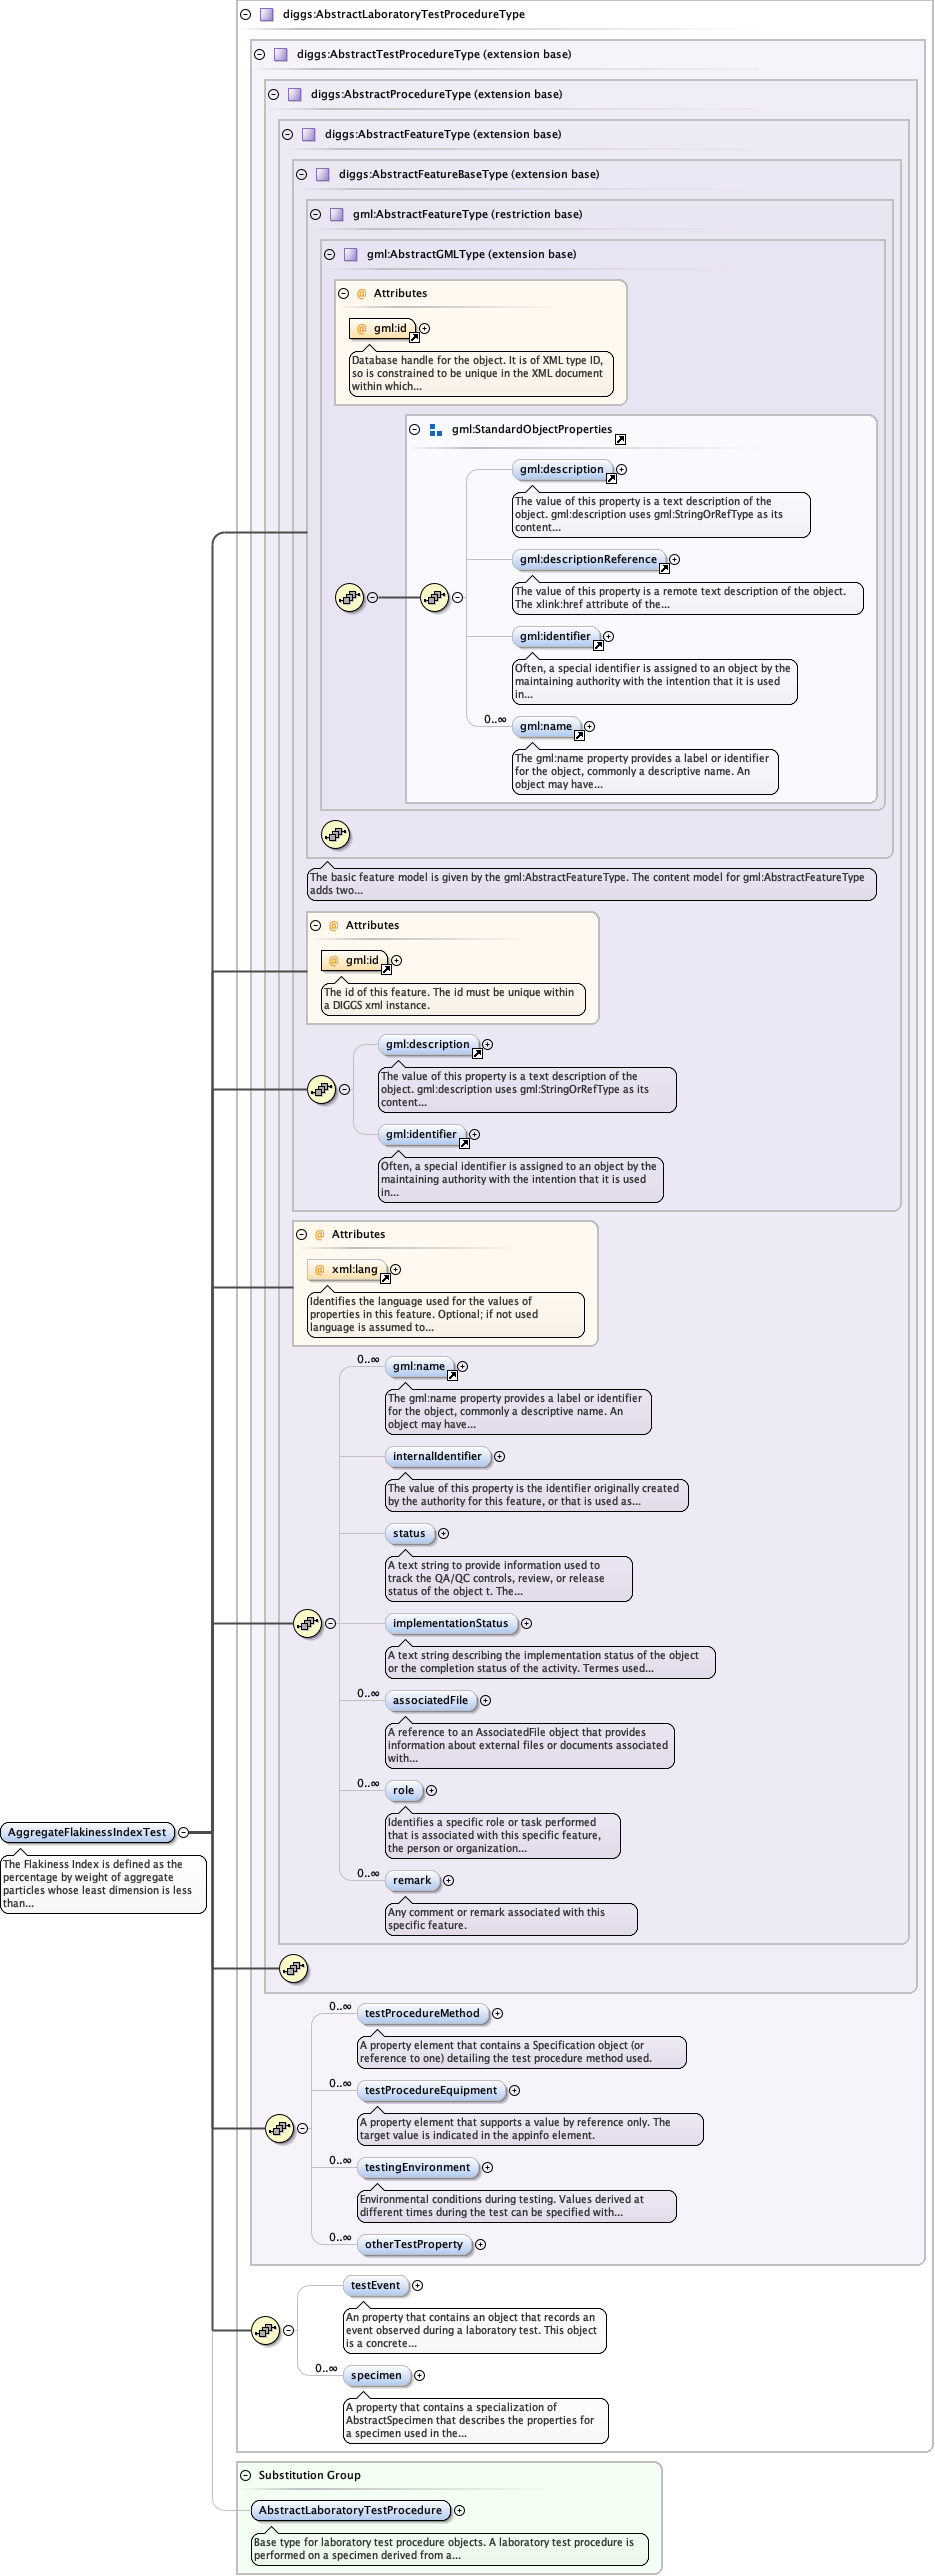 diggs:AbstractLaboratoryTestProcedureType
diggs:AbstractTestProcedureType (extension base)
diggs:AbstractProcedureType (extension base)
diggs:AbstractFeatureType (extension base)
diggs:AbstractFeatureBaseType (extension base)
gml:AbstractFeatureType (restriction base)
gml:AbstractGMLType (extension base)
@ Attributes
@ gml:id
Database handle for the object. It is of XML type ID,
so is constrained to be unique in the XML document
within which...
gml:StandardObjectProperties
gml:description
The value of this property is a text description of the
object. gml:description uses gml:StringOrRefType as its
content...
gml:descriptionReference
The value of this property is a remote text description of the object.
The xlink:href attribute of the...
gml:identifier
Often, a special identifier is assigned to an object by the
maintaining authority with the intention that it is used
in...
0..∞
gml:name
The gml:name property provides a label or identifier
for the object, commonly a descriptive name. An
object may have...
The basic feature model is given by the gml:AbstractFeatureType. The content model for gml:AbstractFeatureType
adds two...
@ Attributes
@ gml:id
The id of this feature. The id must be unique within
a DIGGS xml instance.
gml:description
The value of this property is a text description of the
object. gml:description uses gml:StringOrRefType as its
content...
gml:identifier
Often, a special identifier is assigned to an object by the
maintaining authority with the intention that it is used
in...
@ Attributes
@ xml:lang
Identifies the language used for the values of
properties in this feature. Optional; if not used
language is assumed to...
0..∞
gml:name
The gml:name property provides a label or identifier
for the object, commonly a descriptive name. An
object may have...
internalIdentifier
The value of this property is the identifier originally created
by the authority for this feature, or that is used as...
status
A text string to provide information used to
track the QA/QC controls, review, or release
status of the object t. The...
implementationStatus
A text string describing the implementation status of the object
or the completion status of the activity. Termes used...
0..∞
associatedFile
A reference to an AssociatedFile object that provides
information about external files or documents associated
with...
0..∞
role
Identifies a specific role or task performed
that is associated with this specific feature,
the person or organization...
0..∞
remark
Any comment or remark associated with this
specific feature.
AggregateFlakinessIndexTest
The Flakiness Index is defined as the
percentage by weight of aggregate
particles whose least dimension is less
than...
0..∞
testProcedureMethod
A property element that contains a Specification object (or
reference to one) detailing the test procedure method used.
0..∞
testProcedureEquipment
A property element that supports a value by reference only. The
target value is indicated in the appinfo element.
0..∞
testingEnvironment
Environmental conditions during testing. Values derived at
different times during the test can be specified with...
0..∞
otherTestProperty
testEvent
An property that contains an object that records an
event observed during a laboratory test. This object
is a concrete...
0..∞
specimen
A property that contains a specialization of
AbstractSpecimen that describes the properties for
a specimen used in the...
Substitution Group
AbstractLaboratoryTestProcedure
Base type for laboratory test procedure objects. A laboratory test procedure is
performed on a specimen derived from a...